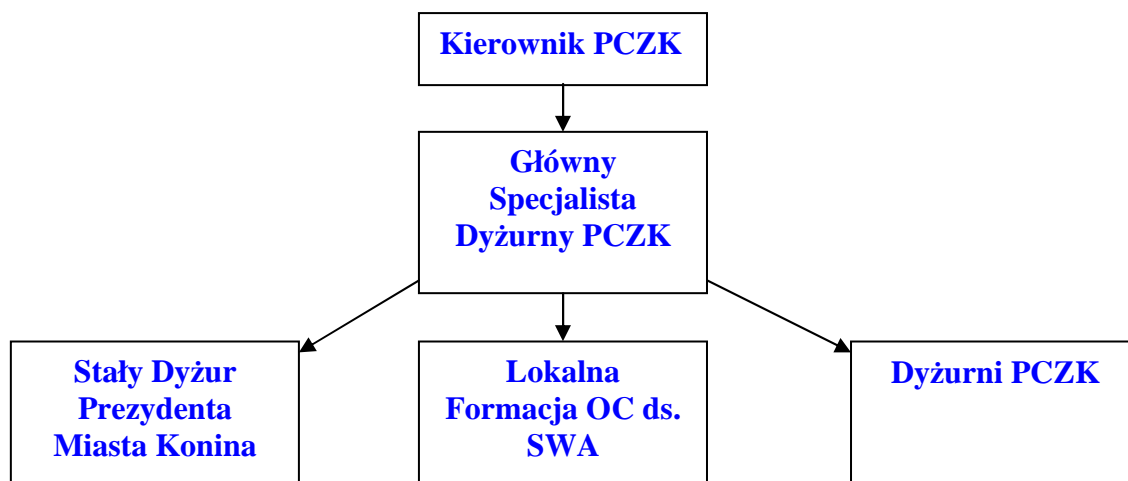 Kierownik PCZK
Główny
Specjalista
Dyżurny PCZK
Stały Dyżur
Prezydenta
Miasta Konina
Lokalna
Formacja OC ds.
SWA
Dyżurni PCZK